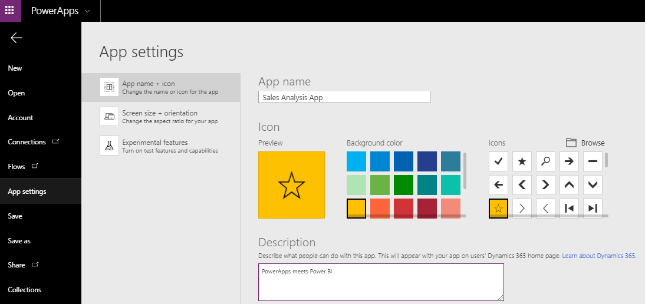 PowerApps
App settings
New
Open
Account
Connections
Flows
App settings
Save
Save as
Share
Collections
App name + icon
Change the name or icon for the app
Screen size + orientation
Change the aspect ratio for your app
Experimental features
Turn on test features and capabilities
App name
Sales Analysis App
Icon
Preview
Background color
Icons
Browse
Description
Describe what people can do with this app. This will appear with your app on users' Dynamics 365 home page. Learn about Dynamics 365.
PowerApps meets Power BI